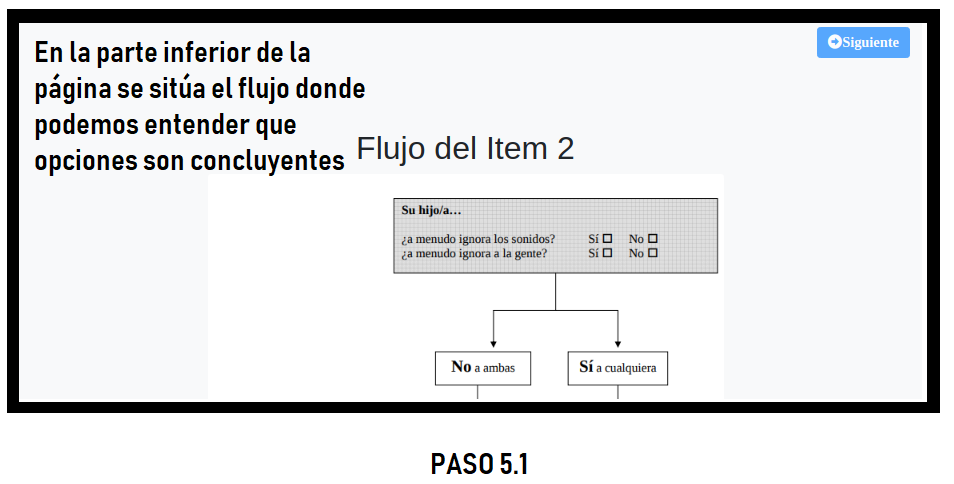 En la parte inferior de la
página se sitúa el flujo donde
podemos entender que
opciones son concluyentes
Siguiente
Flujo del Item 2
Su hijo/a…
¿a menudo ignora los sonidos? Sí ☐ No ☐
¿a menudo ignora a la gente? Sí ☐ No ☐
No a ambas
Sí a cualquiera
PASO 5.1